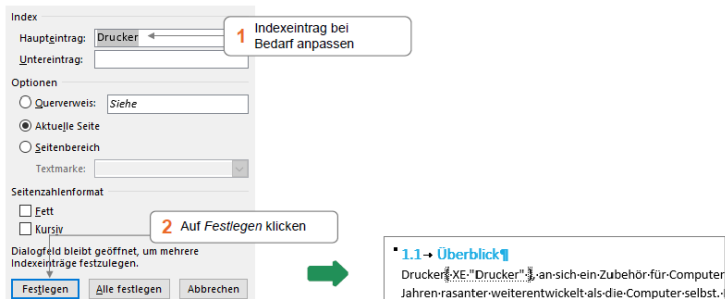 Index
Haupteintrag: Drucker
1 Indexeintrag bei
Bedarf anpassen
Untereintrag:
Optionen
Querverweis: Siehe
Aktuelle Seite
Seitenbereich
Textmarke:
Seitenzahlenformat
Fett
Kursiv
2 Auf Festlegen klicken
Dialogfeld bleibt geöffnet, um mehrere
Indexeinträge festzulegen.
Festlegen Alle festlegen Abbrechen
1.1→ Überblick¶
Drucker{·XE·"Drucker"·},·an·sich·ein·Zubehör·für·Computer
Jahren·rasanter·weiterentwickelt·als·die·Computer·selbst.·